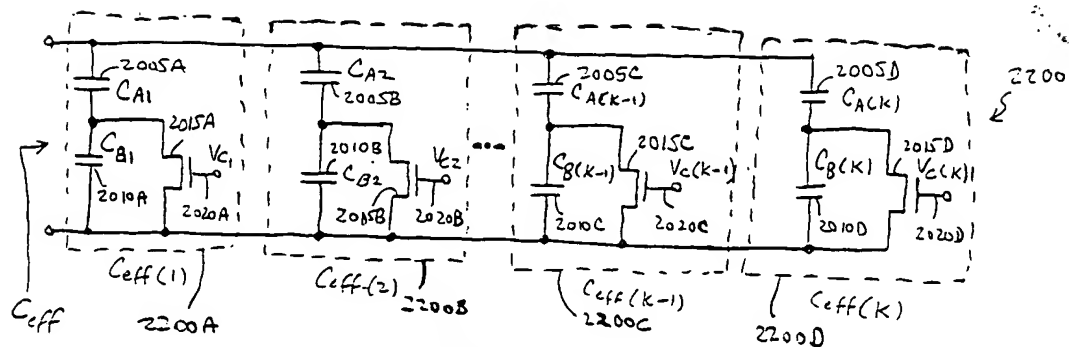 2005A
CA1
CB1
2010A
2015A
VC1
2020A
Ceff(1)
2200A
Ceff
CA2
2005B
2010B
CB2
2005B
VC2
2020B
Ceff(2)
2200B
...
2005C
CA(K-1)
2015C
CB(K-1)
VC(K-1)
2010C
2020C
Ceff(K-1)
2200C
2005D
CA(K)
2015D
CB(K)
VC(K)
2010D
2020D
Ceff(K)
2200D
2200